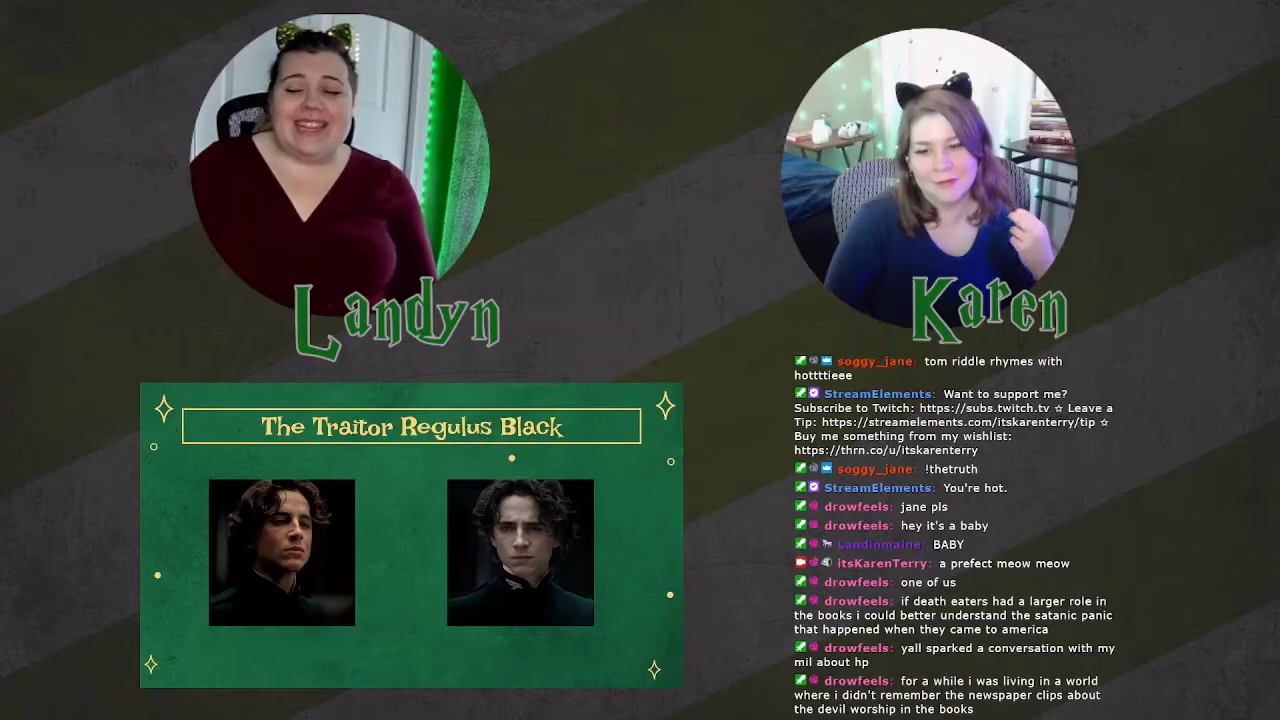 Landyn
Karen
The Traitor Regulus Black
soggy_jane: tom riddle rhymes with
hottttieee
StreamElements: Want to support me?
Subscribe to Twitch: https://subs.twitch.tv ☆ Leave a
Tip: https://streamelements.com/itskarenterry/tip ☆
Buy me something from my wishlist:
https://thrn.co/u/itskarenterry
soggy_jane: !thetruth
StreamElements: You're hot.
drowfeels: jane pls
drowfeels: hey it's a baby
Landinmaine: BABY
itsKarenTerry: a prefect meow meow
drowfeels: one of us
drowfeels: if death eaters had a larger role in
the books i could better understand the satanic panic
that happened when they came to america
drowfeels: yall sparked a conversation with my
mil about hp
drowfeels: for a while i was living in a world
where i didn't remember the newspaper clips about
the devil worship in the books